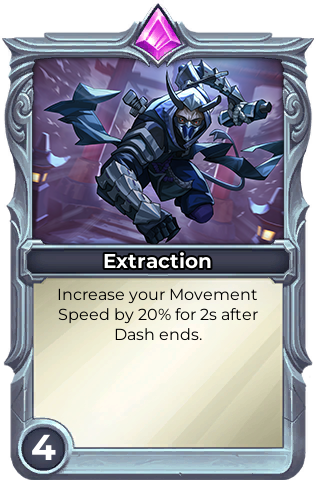 Extraction
Increase your Movement
Speed by 20% for 2s after
Dash ends.
4